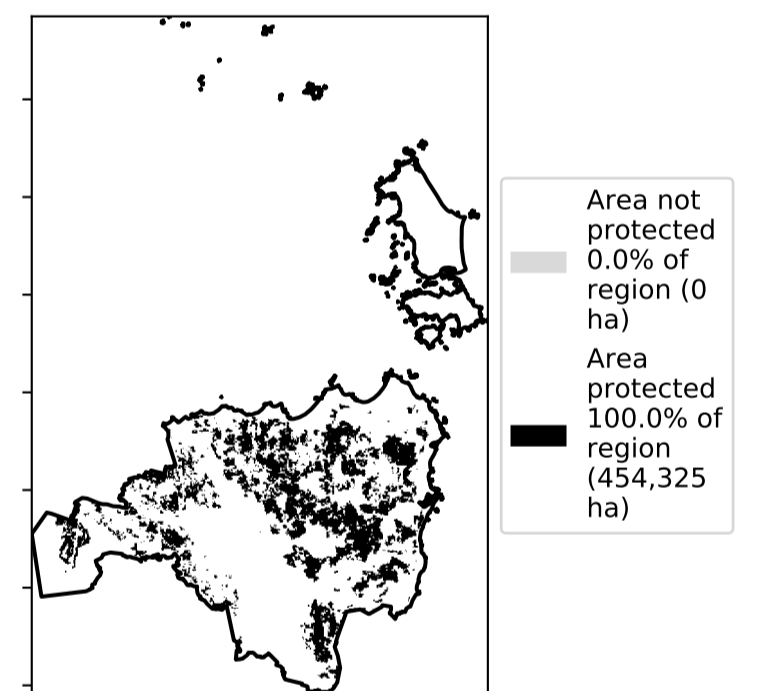 Area not
protected
0.0% of
region (0
ha)
Area
protected
100.0% of
region
(454,325
ha)